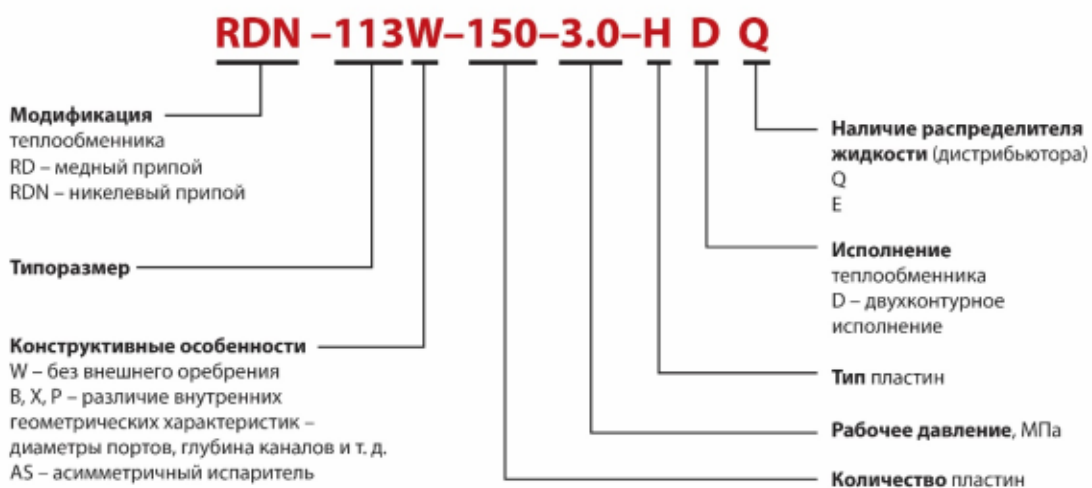 RDN –113W–150–3.0–H D Q
Модификация
теплообменника
RD – медный припой
RDN – никелевый припой
Типоразмер
Конструктивные особенности
W – без внешнего оребрения
B, X, P – различие внутренних
геометрических характеристик –
диаметры портов, глубина каналов и т. д.
AS – асимметричный испаритель
Наличие распределителя
жидкости (дистрибьютора)
Q
E
Исполнение
теплообменника
D – двухконтурное
исполнение
Тип пластин
Рабочее давление, МПа
Количество пластин